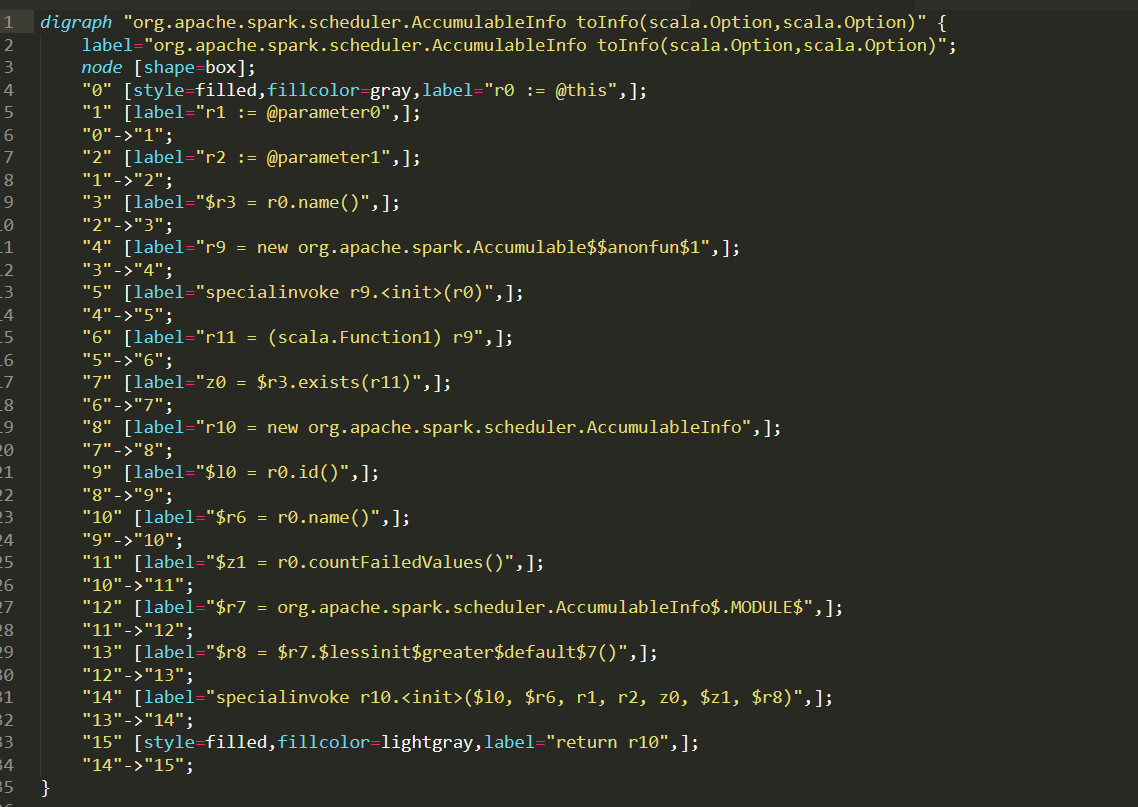 1 digraph "org.apache.spark.scheduler.AccumulableInfo toInfo(scala.Option,scala.Option)" {
2 label="org.apache.spark.scheduler.AccumulableInfo toInfo(scala.Option,scala.Option)";
3 node [shape=box];
4 "0" [style=filled,fillcolor=gray,label="r0 := @this",];
5 "1" [label="r1 := @parameter0",];
6 "0"->"1";
7 "2" [label="r2 := @parameter1",];
8 "1"->"2";
9 "3" [label="$r3 = r0.name()",];
0 "2"->"3";
1 "4" [label="r9 = new org.apache.spark.Accumulable$$anonfun$1",];
2 "3"->"4";
3 "5" [label="specialinvoke r9.<init>(r0)",];
4 "4"->"5";
5 "6" [label="r11 = (scala.Function1) r9",];
6 "5"->"6";
7 "7" [label="z0 = $r3.exists(r11)",];
8 "6"->"7";
9 "8" [label="r10 = new org.apache.spark.scheduler.AccumulableInfo",];
20 "7"->"8";
21 "9" [label="$l0 = r0.id()",];
22 "8"->"9";
23 "10" [label="$r6 = r0.name()",];
24 "9"->"10";
25 "11" [label="$z1 = r0.countFailedValues()",];
26 "10"->"11";
27 "12" [label="$r7 = org.apache.spark.scheduler.AccumulableInfo$.MODULE$",];
28 "11"->"12";
29 "13" [label="$r8 = $r7.$lessinit$greater$default$7()",];
30 "12"->"13";
31 "14" [label="specialinvoke r10.<init>($l0, $r6, r1, r2, z0, $z1, $r8)",];
32 "13"->"14";
33 "15" [style=filled,fillcolor=lightgray,label="return r10",];
34 "14"->"15";
35 }